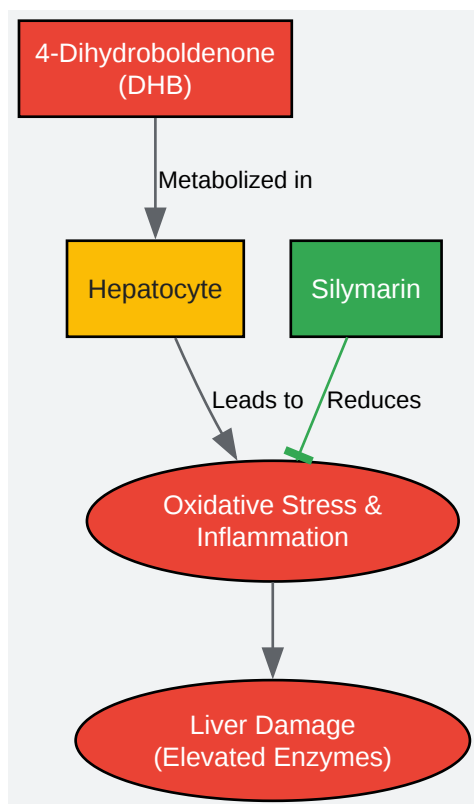 4-Dihydroboldenone
(DHB)
Metabolized in
Hepatocyte
Silymarin
Leads to
Reduces
Oxidative Stress &
Inflammation
Liver Damage
(Elevated Enzymes)